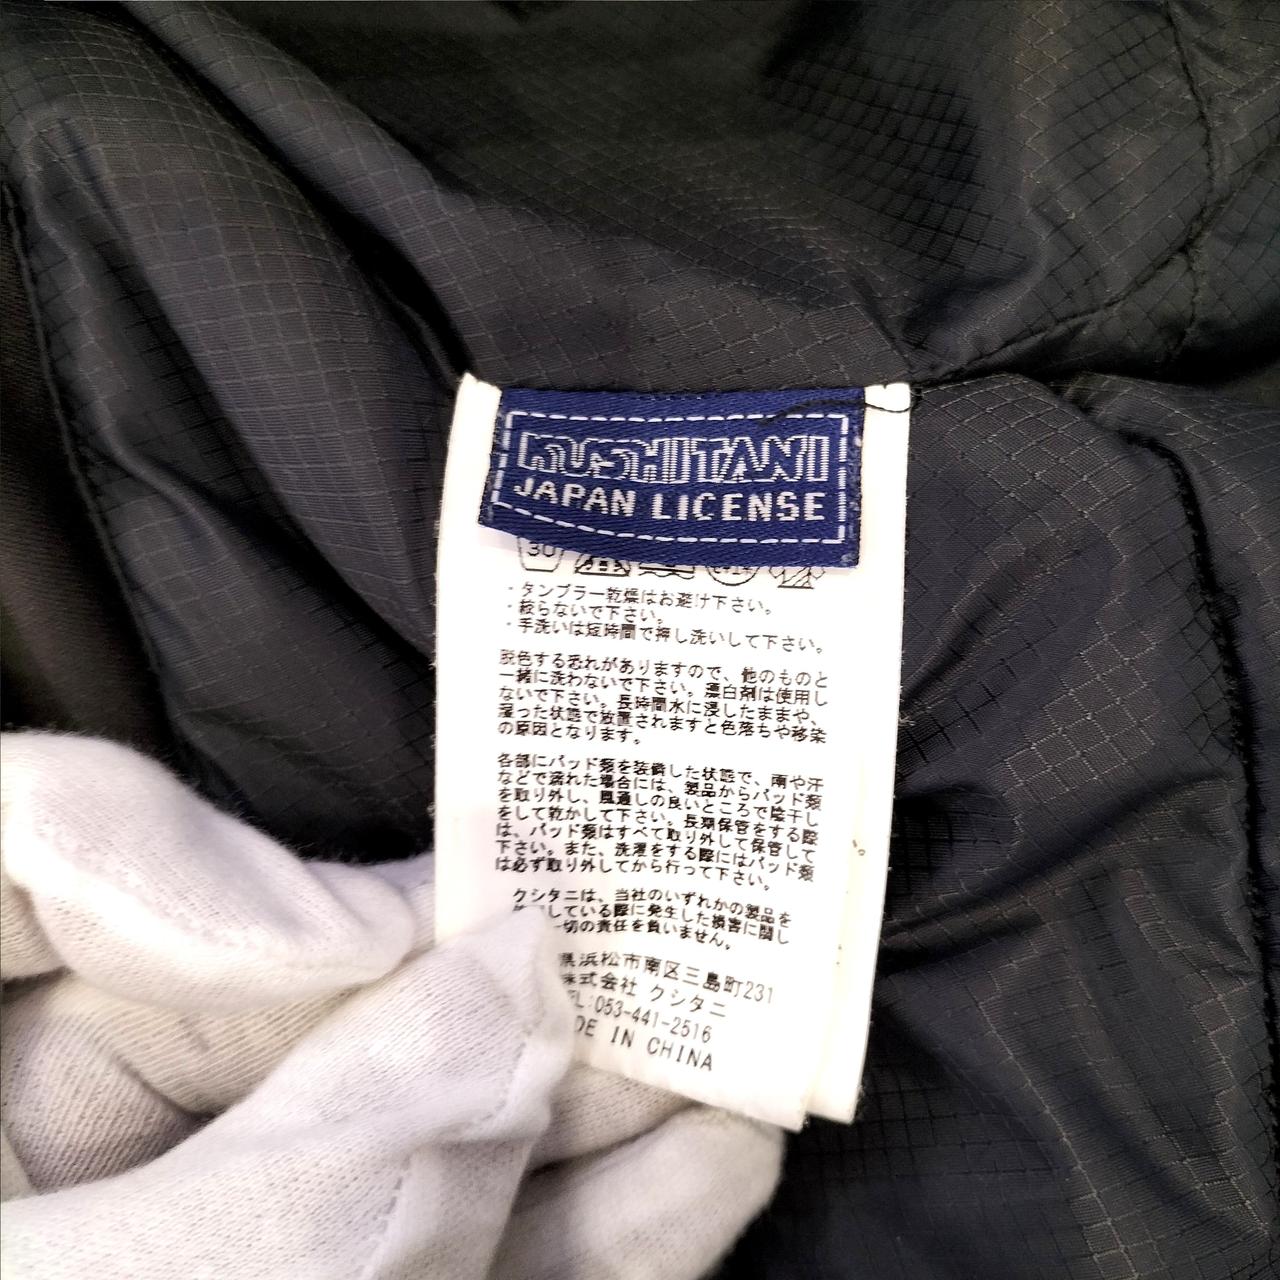 KUSHITANI
JAPAN LICENSE
30
・タンブラー乾燥はお避け下さい。
・絞らないで下さい。
・手洗いは短時間で押し洗いして下さい。
脱色する恐れがありますので、他のものと
一緒に洗わないで下さい。漂白剤は使用し
ないで下さい。長時間水に浸したままや、
湿った状態で放置されますと色落ちや移染
の原因となります。
各部にパッド類を装備した状態で、雨や汗
などで濡れた場合には、製品からパッド類
を取り外し、風通しの良いところで陰干し
をして乾かして下さい。長期保管をする際
は、パッド類はすべて取り外して保管して
下さい。また、洗濯をする際にはパッド類
は必ず取り外してから行って下さい。
クシタニは、当社のいずれかの製品を
している際に発生した損害に関し
一切の責任を負いません。
県浜松市南区三島町231
株式会社 クシタニ
L:053-441-2516
DE IN CHINA